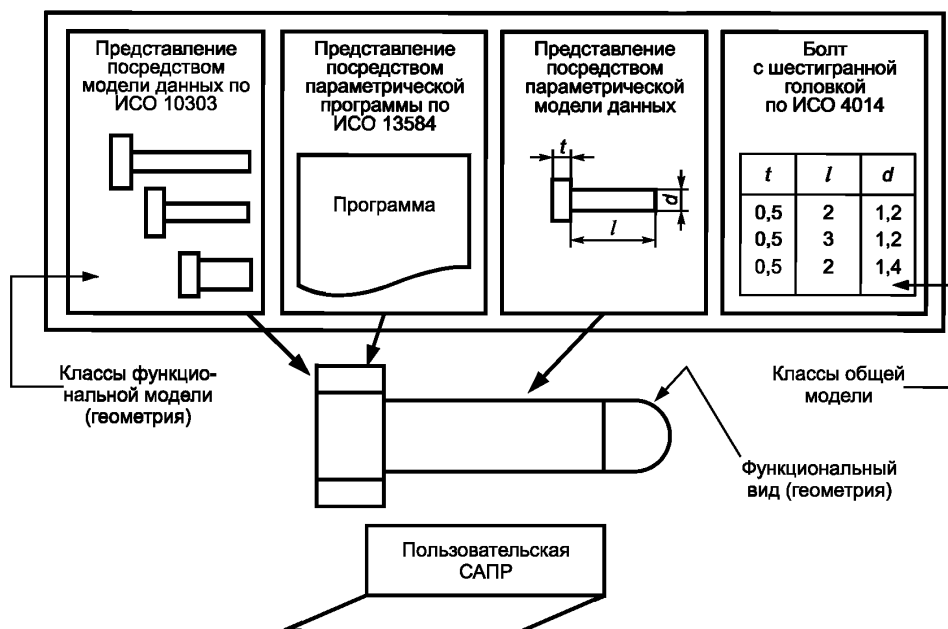 Представление
посредством
модели данных по
ИСО 10303
Представление
посредством
параметрической
программы по
ИСО 13584
Программа
Представление
посредством
параметрической
модели данных
t
d
l
Болт
с шестигранной
головкой
по ИСО 4014
t l d
0,5 2 1,2
0,5 3 1,2
0,5 2 1,4
Классы функцио-
нальной модели
(геометрия)
Классы общей
модели
Функциональный
вид (геометрия)
Пользовательская
САПР